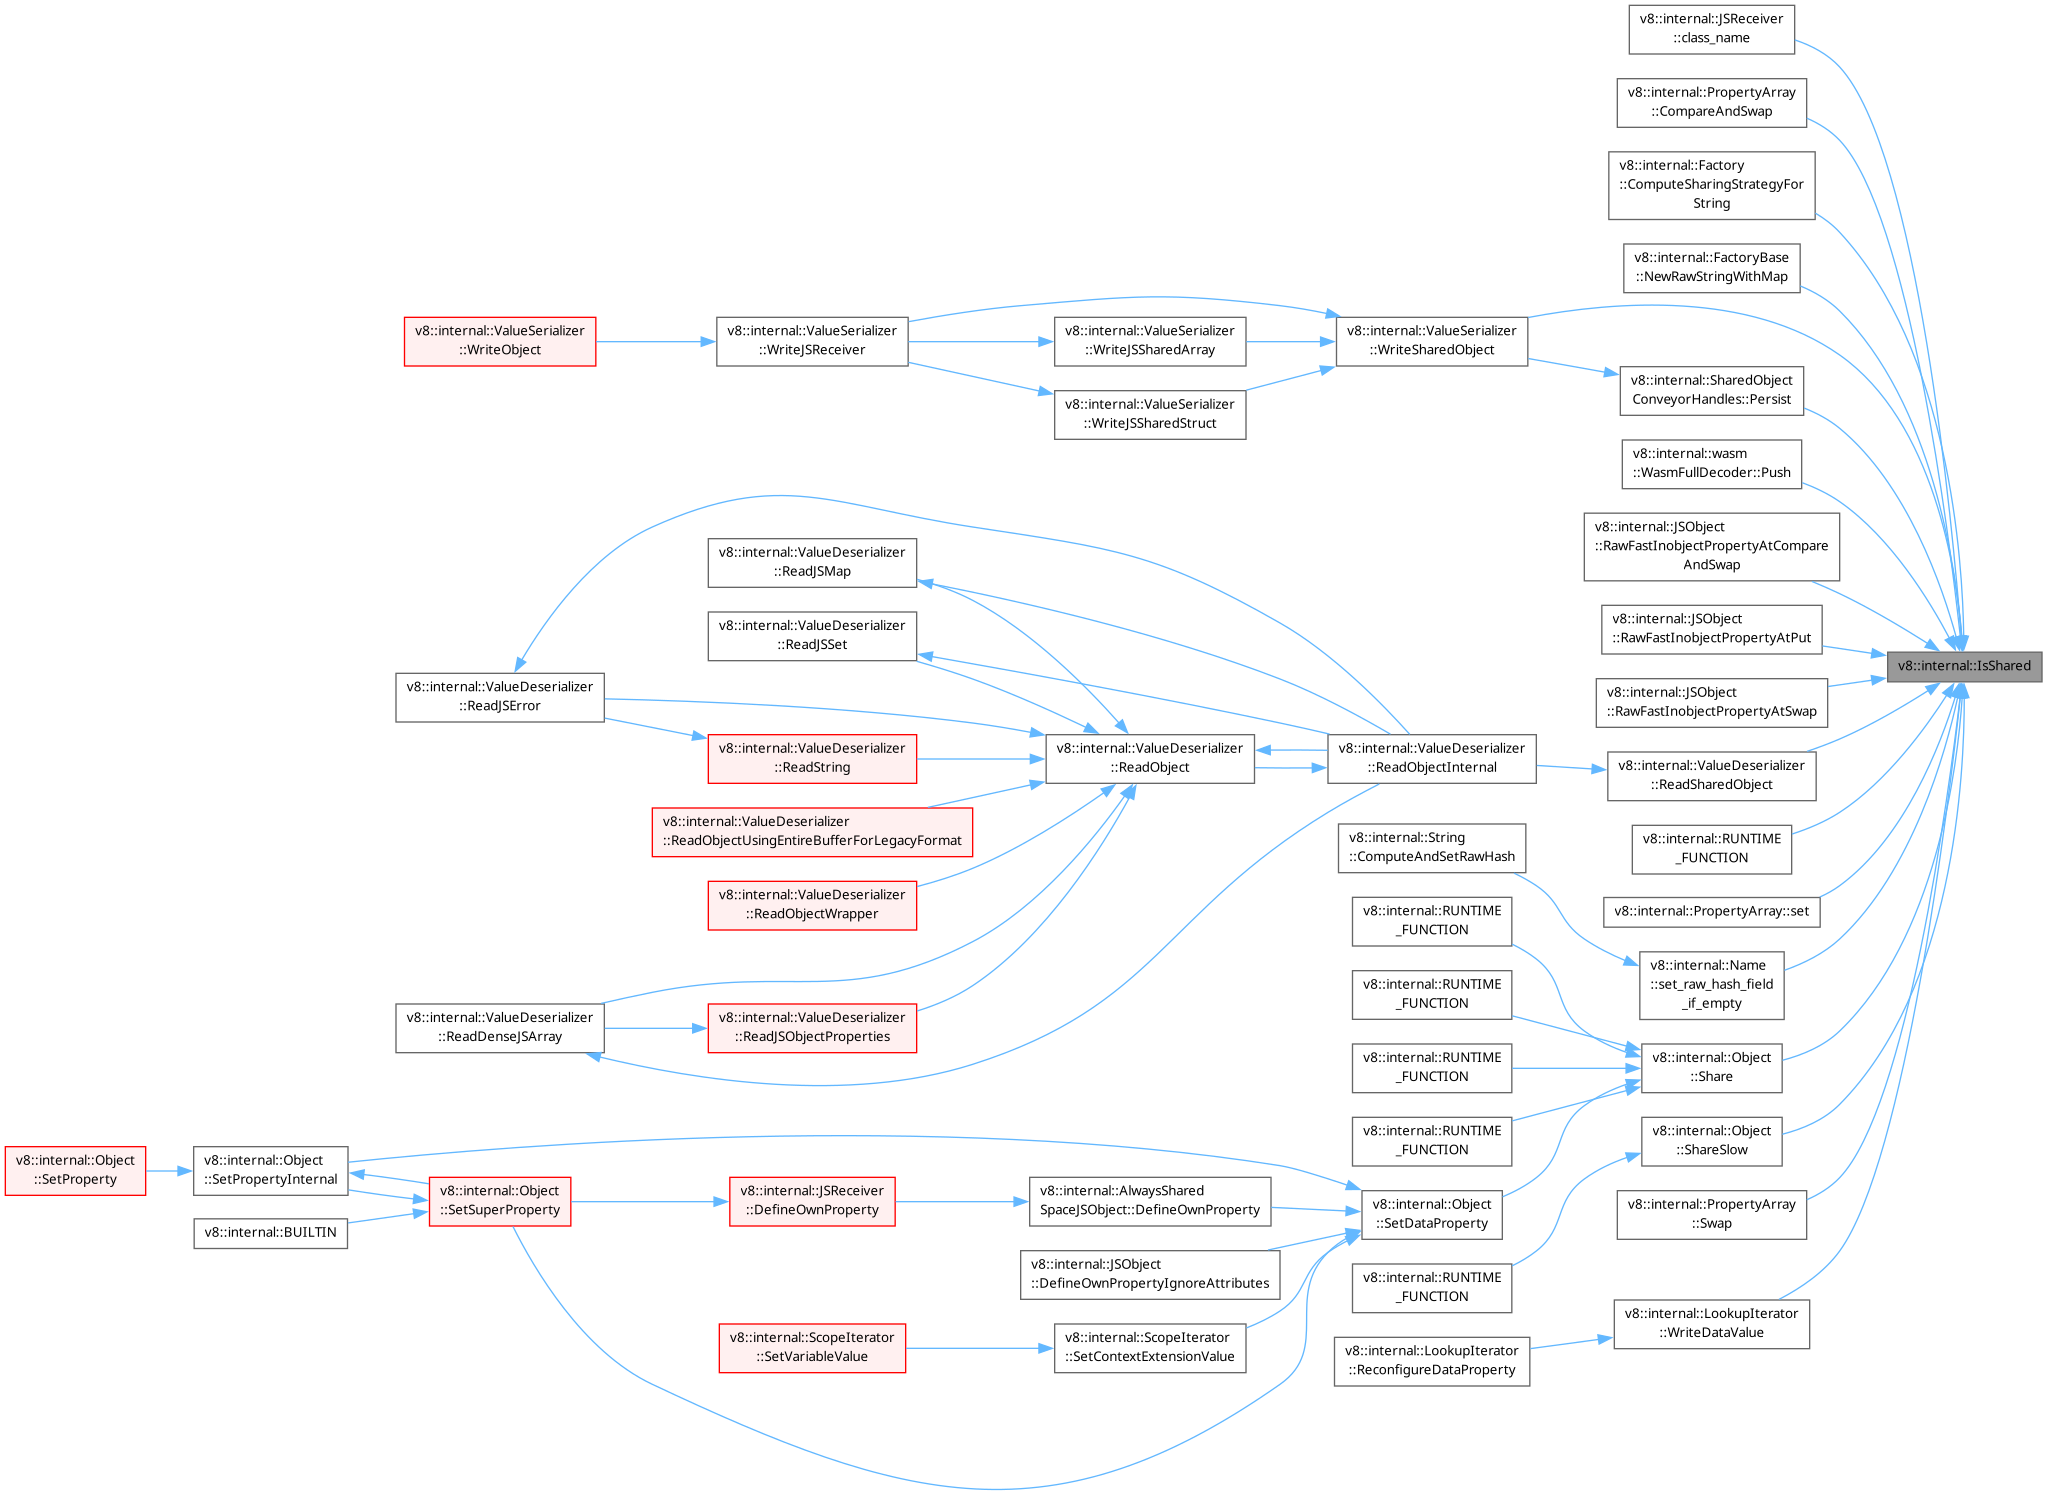 v8::internal::JSReceiver
::class_name
v8::internal::PropertyArray
::CompareAndSwap
v8::internal::Factory
::ComputeSharingStrategyFor
String
v8::internal::FactoryBase
::NewRawStringWithMap
v8::internal::ValueSerializer
::WriteObject
v8::internal::ValueSerializer
::WriteJSReceiver
v8::internal::ValueSerializer
::WriteJSSharedArray
v8::internal::ValueSerializer
::WriteSharedObject
v8::internal::SharedObject
ConveyorHandles::Persist
v8::internal::ValueSerializer
::WriteJSSharedStruct
v8::internal::wasm
::WasmFullDecoder::Push
v8::internal::JSObject
::RawFastInobjectPropertyAtCompare
AndSwap
v8::internal::ValueDeserializer
::ReadJSMap
v8::internal::ValueDeserializer
::ReadJSSet
v8::internal::JSObject
::RawFastInobjectPropertyAtPut
v8::internal::IsShared
v8::internal::ValueDeserializer
::ReadJSError
v8::internal::JSObject
::RawFastInobjectPropertyAtSwap
v8::internal::ValueDeserializer
::ReadString
v8::internal::ValueDeserializer
::ReadObject
v8::internal::ValueDeserializer
::ReadObjectInternal
v8::internal::ValueDeserializer
::ReadSharedObject
v8::internal::ValueDeserializer
::ReadObjectUsingEntireBufferForLegacyFormat
v8::internal::String
::ComputeAndSetRawHash
v8::internal::RUNTIME
_FUNCTION
v8::internal::ValueDeserializer
::ReadObjectWrapper
v8::internal::RUNTIME
_FUNCTION
v8::internal::PropertyArray::set
v8::internal::RUNTIME
_FUNCTION
v8::internal::Name
::set_raw_hash_field
_if_empty
v8::internal::ValueDeserializer
::ReadDenseJSArray
v8::internal::ValueDeserializer
::ReadJSObjectProperties
v8::internal::RUNTIME
_FUNCTION
v8::internal::Object
::Share
v8::internal::RUNTIME
_FUNCTION
v8::internal::Object
::ShareSlow
v8::internal::Object
::SetProperty
v8::internal::Object
::SetPropertyInternal
v8::internal::Object
::SetSuperProperty
v8::internal::JSReceiver
::DefineOwnProperty
v8::internal::AlwaysShared
SpaceJSObject::DefineOwnProperty
v8::internal::Object
::SetDataProperty
v8::internal::PropertyArray
::Swap
v8::internal::BUILTIN
v8::internal::JSObject
::DefineOwnPropertyIgnoreAttributes
v8::internal::RUNTIME
_FUNCTION
v8::internal::LookupIterator
::WriteDataValue
v8::internal::ScopeIterator
::SetVariableValue
v8::internal::ScopeIterator
::SetContextExtensionValue
v8::internal::LookupIterator
::ReconfigureDataProperty